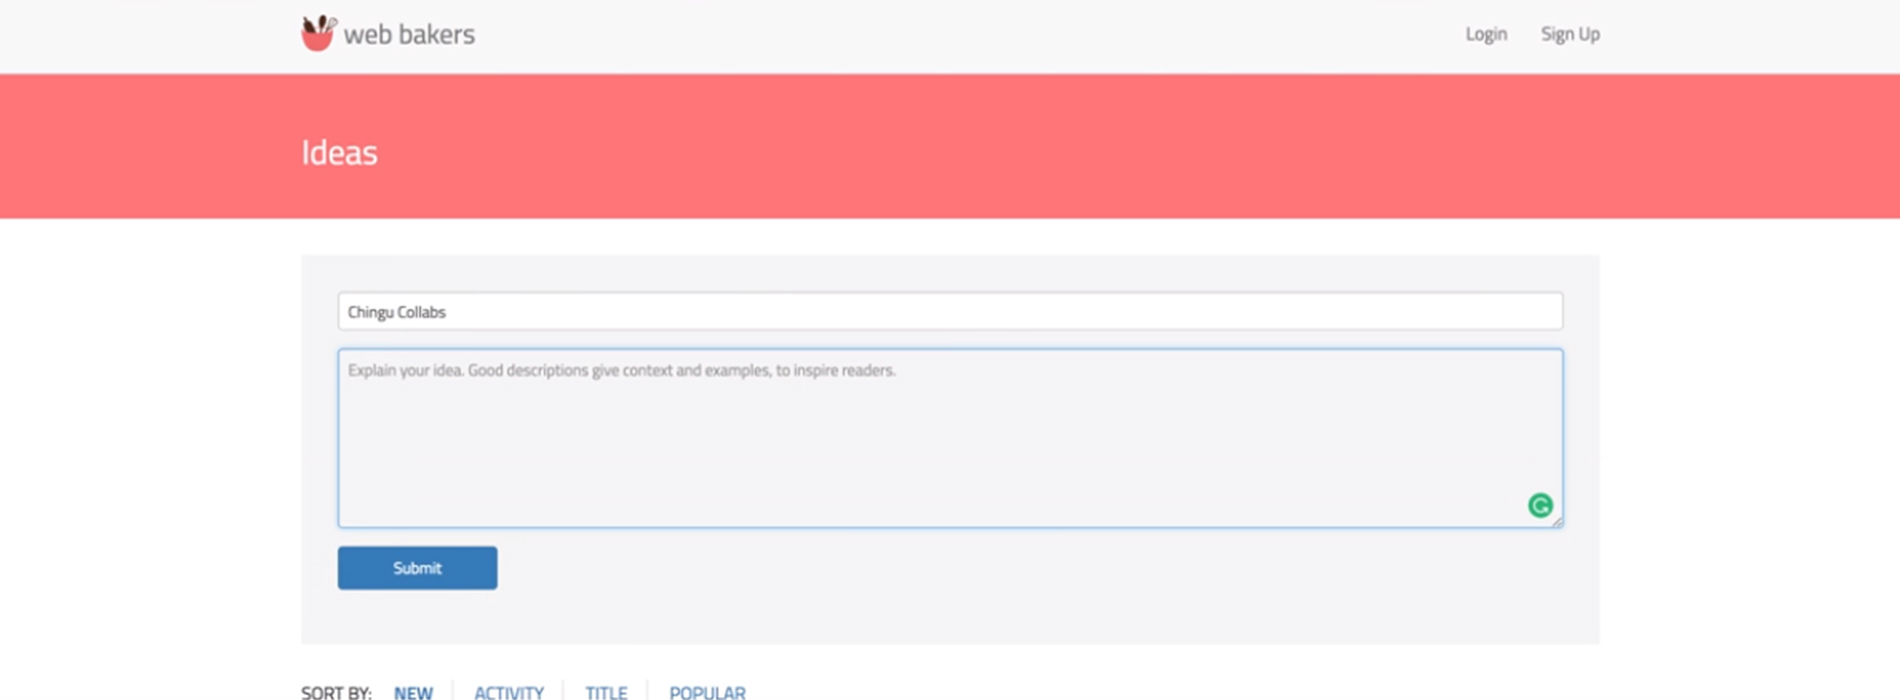 web bakers
Login Sign Up
Ideas
Chingu Collabs
Explain your idea. Good descriptions give context and examples, to inspire readers.
Submit
SORT BY: NEW ACTIVITY TITLE POPULAR